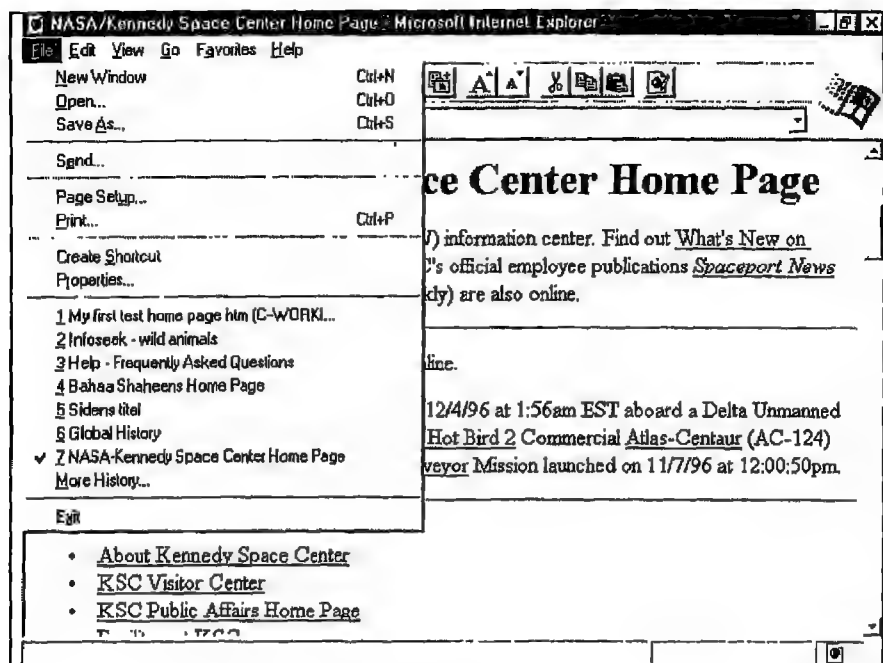 NASA/Kennedy Space Center Home Page - Microsoft Internet Explorer
File Edit View Go Favorites Help
New Window Ctrl+N
Open... Ctrl+O
Save As... Ctrl+S
Send...
Page Setup...
Print... Ctrl+P
Create Shortcut
Properties...
1 My first test home page htm (C-WORKI...
2 Infoseek - wild animals
3 Help - Frequently Asked Questions
4 Bahaa Shaheens Home Page
5 Sidens titel
6 Global History
7 NASA-Kennedy Space Center Home Page
More History...
Exit
ce Center Home Page
) information center. Find out What's New on
's official employee publications Spaceport News
kly) are also online.
line.
12/4/96 at 1:56am EST aboard a Delta Unmanned
Hot Bird 2 Commercial Atlas-Centaur (AC-124)
veyor Mission launched on 11/7/96 at 12:00:50pm.
• About Kennedy Space Center
• KSC Visitor Center
• KSC Public Affairs Home Page